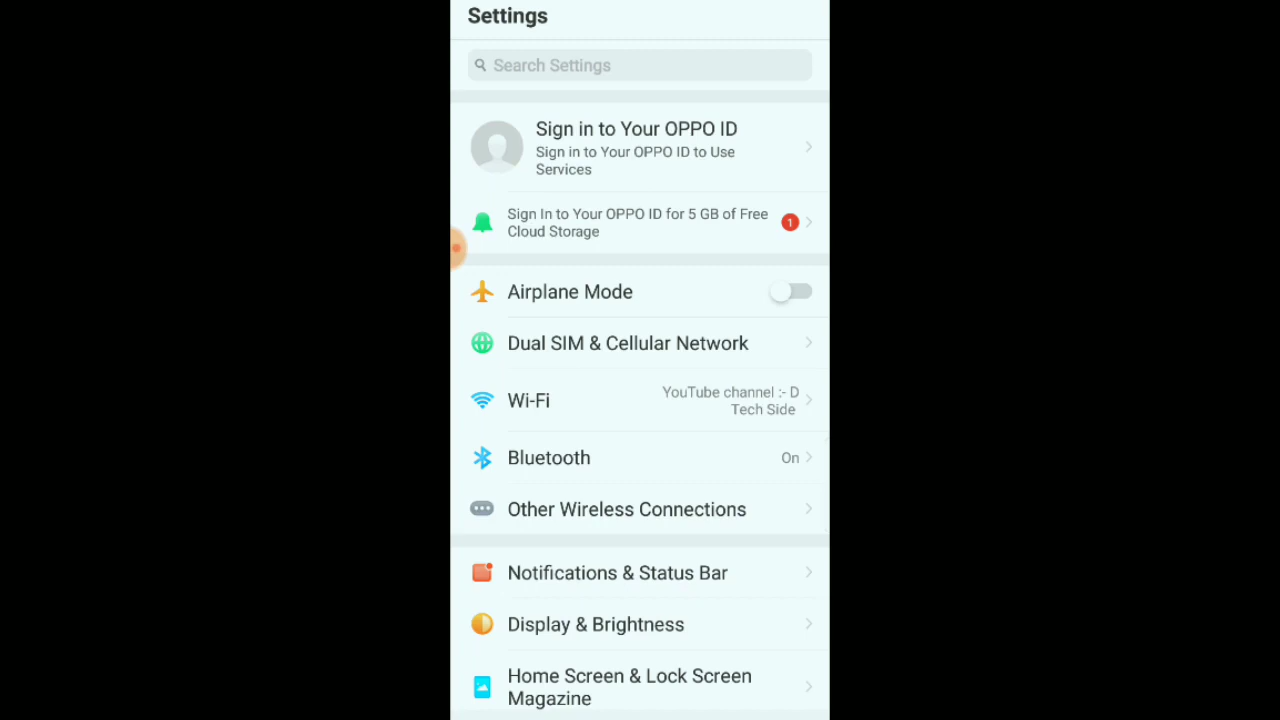 Settings
Search Settings
Sign in to Your OPPO ID
Sign in to Your OPPO ID to Use
Services
Sign In to Your OPPO ID for 5 GB of Free
Cloud Storage
1
Airplane Mode
Dual SIM & Cellular Network
Wi-Fi
YouTube channel :- D
Tech Side
Bluetooth
On
Other Wireless Connections
Notifications & Status Bar
Display & Brightness
Home Screen & Lock Screen
Magazine